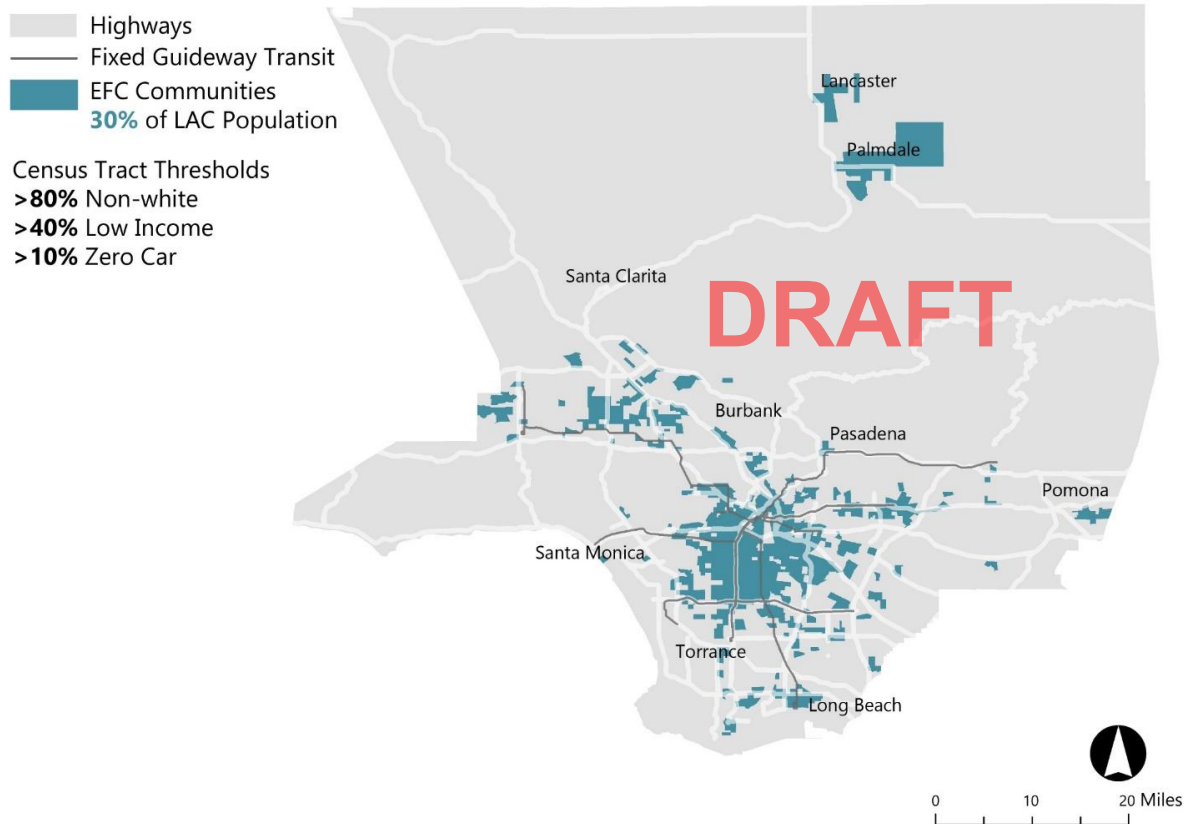 Highways
Fixed Guideway Transit
EFC Communities
30% of LAC Population
Census Tract Thresholds
>80% Non-white
>40% Low Income
>10% Zero Car
Lancaster
Palmdale
Santa Clarita
DRAFT
Burbank
Pasadena
Pomona
Santa Monica
Torrance
Long Beach
0 10 20 Miles